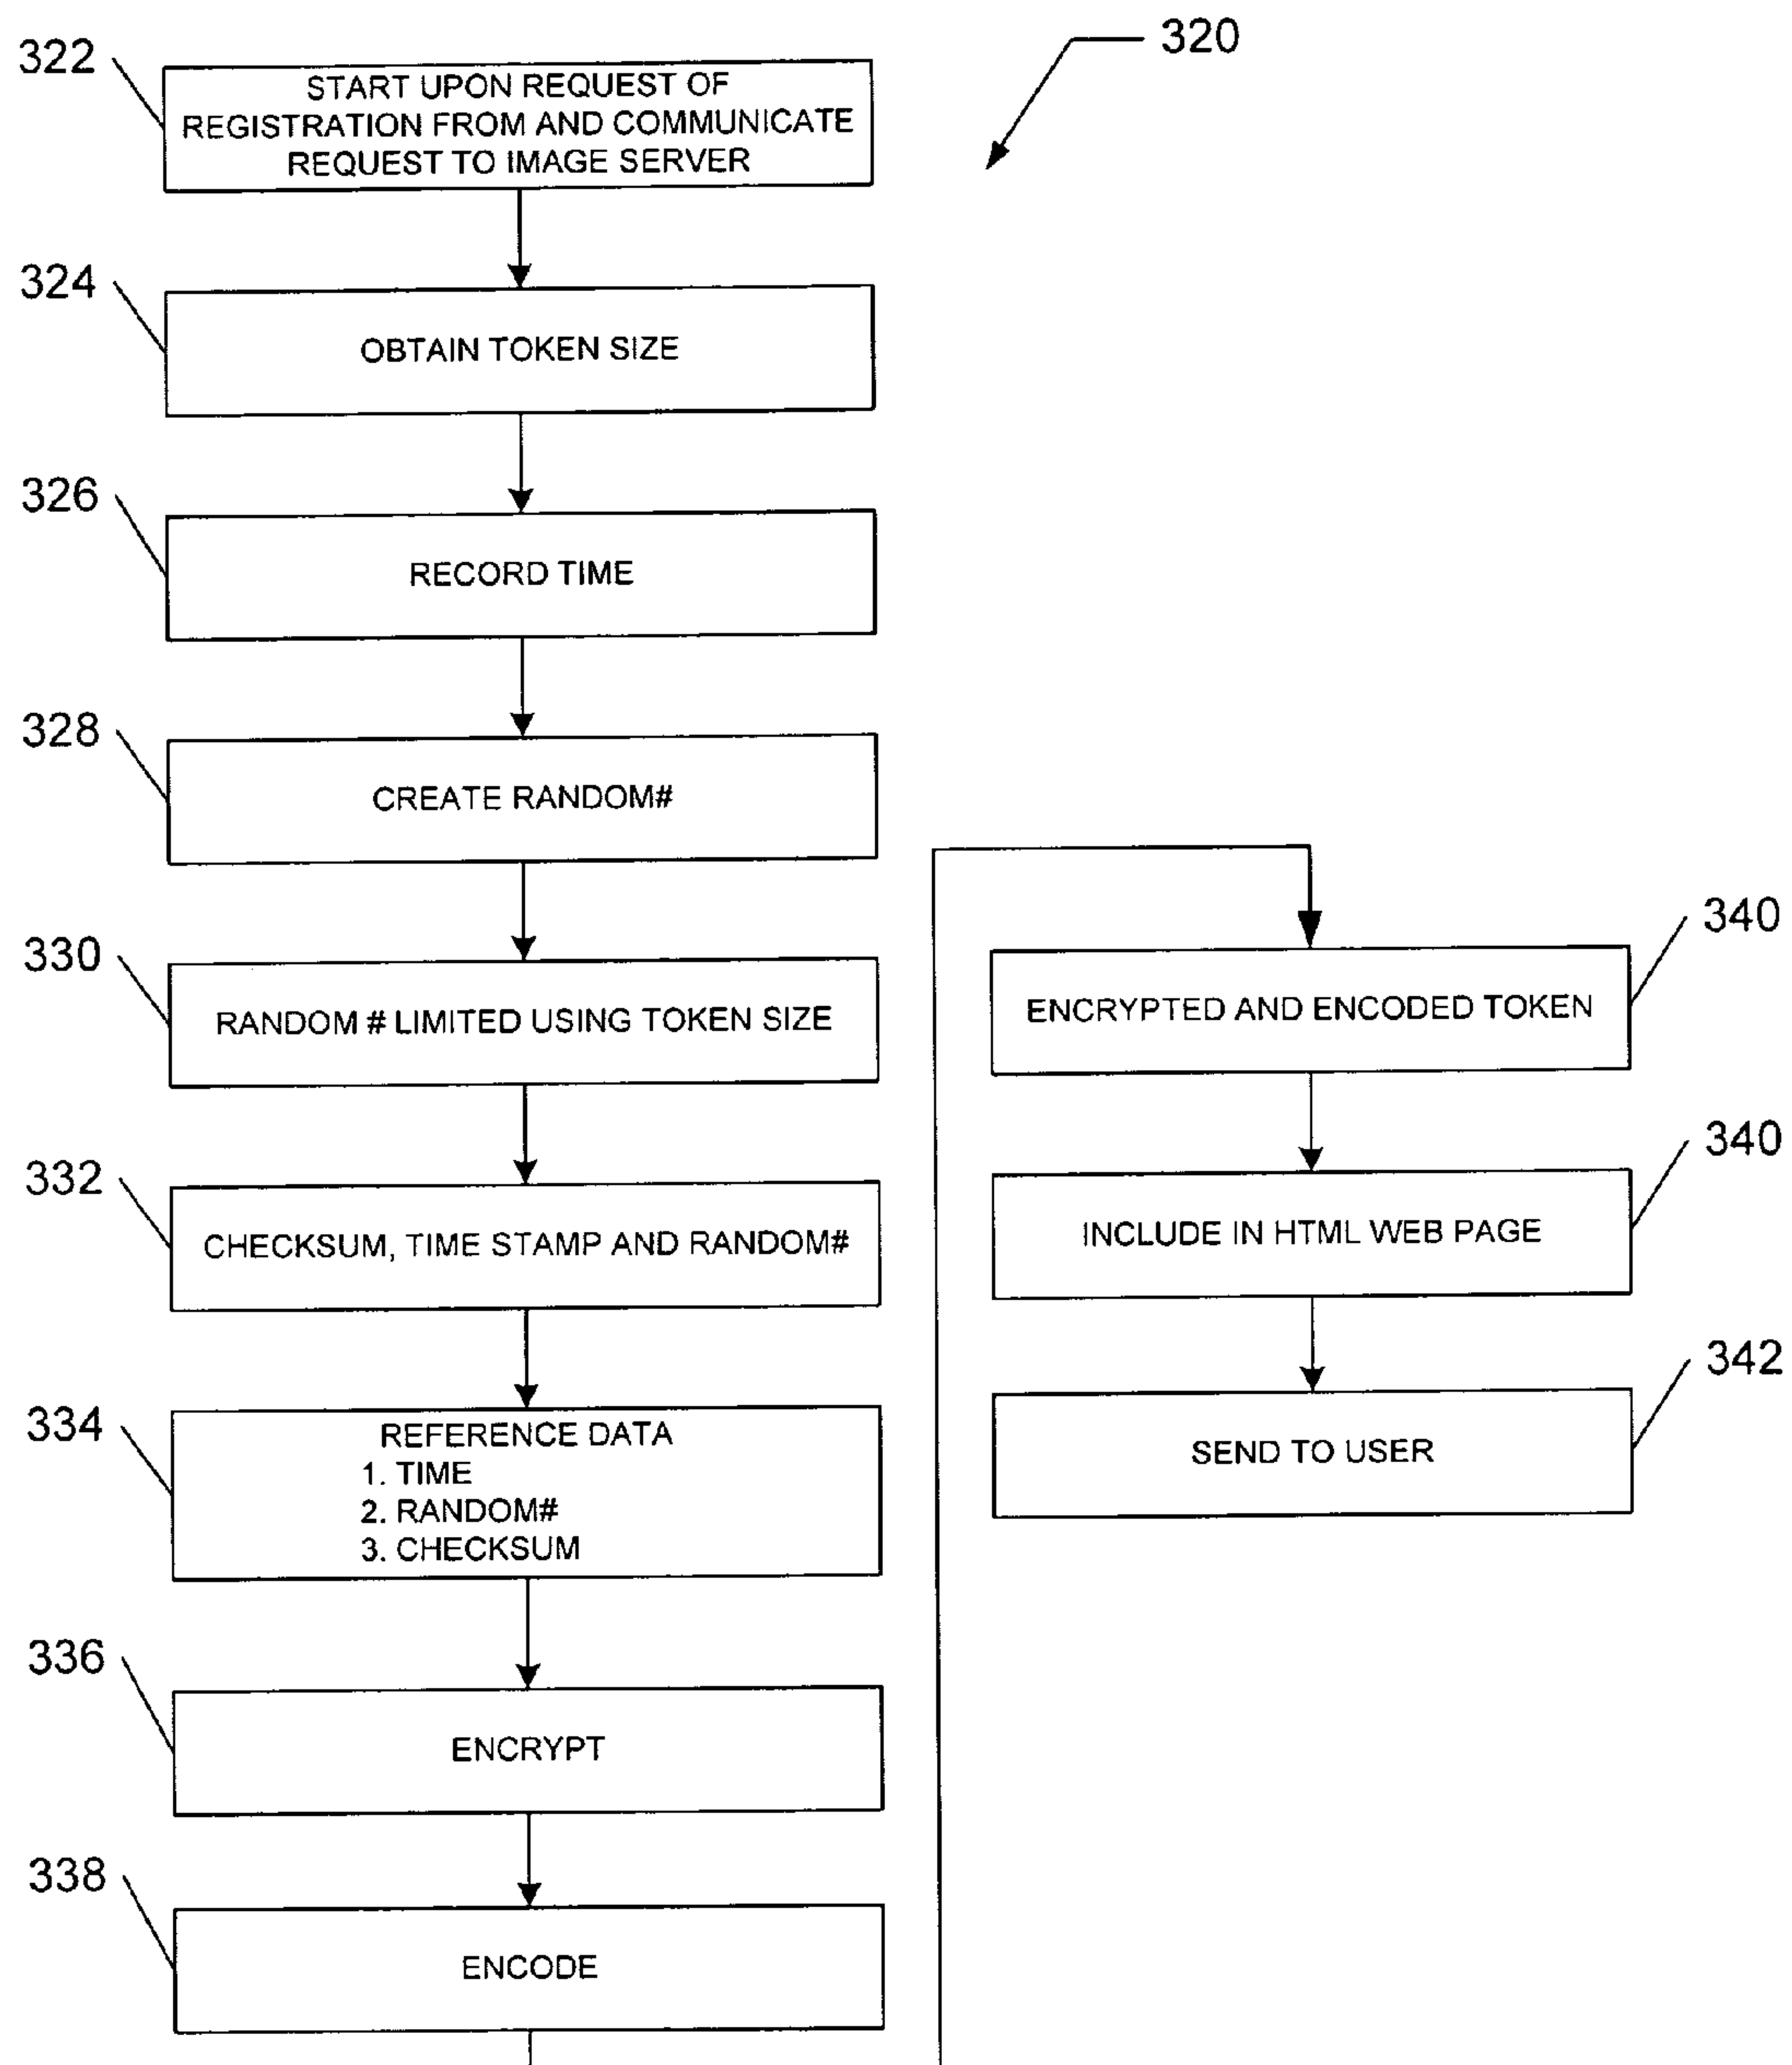 320
322
START UPON REQUEST OF
REGISTRATION FROM AND COMMUNICATE
REQUEST TO IMAGE SERVER
324
OBTAIN TOKEN SIZE
326
RECORD TIME
328
CREATE RANDOM#
330
RANDOM # LIMITED USING TOKEN SIZE
332
CHECKSUM, TIME STAMP AND RANDOM#
334
REFERENCE DATA
1. TIME
2. RANDOM#
3. CHECKSUM
336
ENCRYPT
338
ENCODE
340
ENCRYPTED AND ENCODED TOKEN
340
INCLUDE IN HTML WEB PAGE
342
SEND TO USER